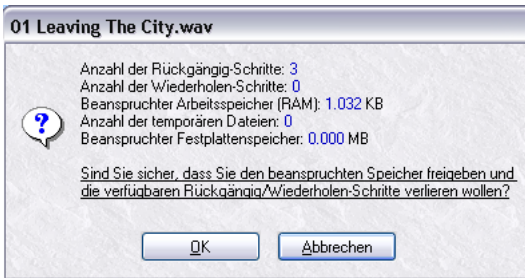 01 Leaving The City.wav
Anzahl der Rückgängig-Schritte: 3
Anzahl der Wiederholen-Schritte: 0
Beanspruchter Arbeitsspeicher (RAM): 1.032 KB
Anzahl der temporären Dateien: 0
Beanspruchter Festplattenspeicher: 0.000 MB
Sind Sie sicher, dass Sie den beanspruchten Speicher freigeben und
die verfügbaren Rückgängig/Wiederholen-Schritte verlieren wollen?
OK
Abbrechen